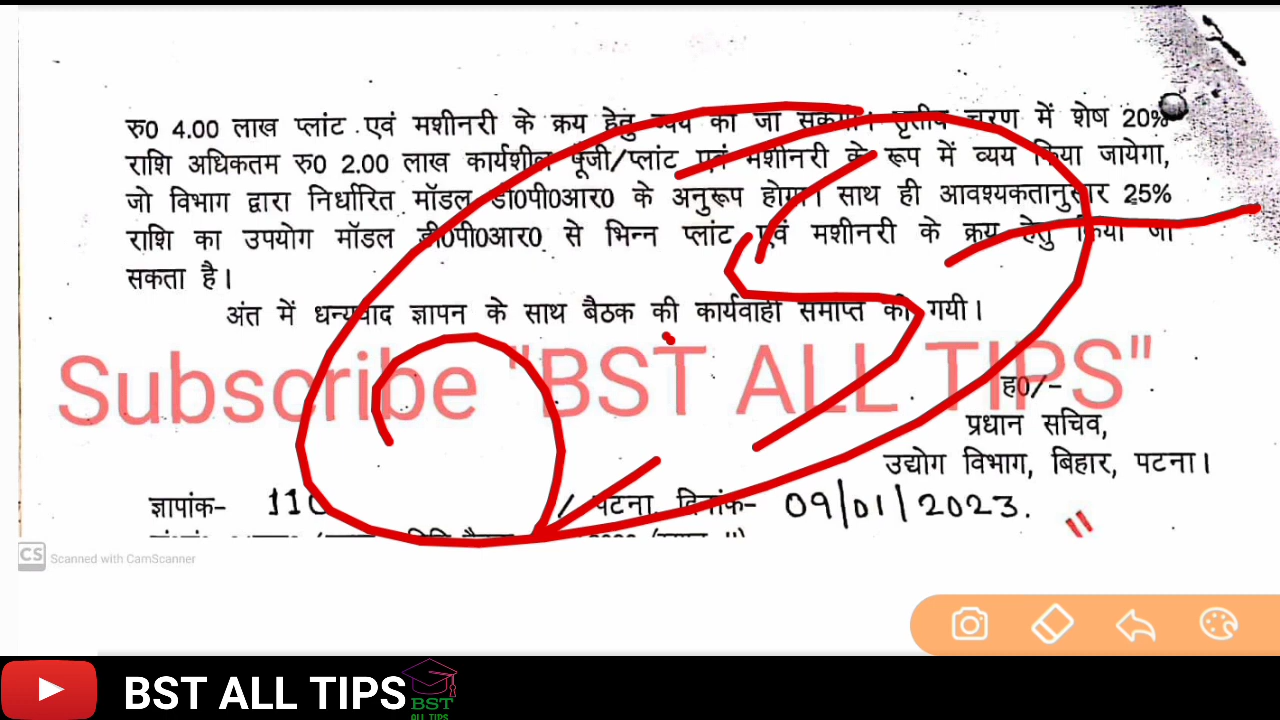 रु0 4.00 लाख प्लांट एवं मशीनरी के क्रय हेतु व्यय की जा सकेगी। तृतीय चरण में शेष 20%
राशि अधिकतम रु0 2.00 लाख कार्यशील पूंजी/प्लांट एवं मशीनरी के रूप में व्यय किया जायेगा,
जो विभाग द्वारा निर्धारित मॉडल डी0पी0आर0 के अनुरूप होगा। साथ ही आवश्यकतानुसार 25%
राशि का उपयोग मॉडल डी0पी0आर0 से भिन्न प्लांट एवं मशीनरी के क्रय हेतु किया जा
सकता है।
अंत में धन्यवाद ज्ञापन के साथ बैठक की कार्यवाही समाप्त की गयी।
Subscribe "BST ALL TIPS"
ह0/-
प्रधान सचिव,
उद्योग विभाग, बिहार, पटना।
ज्ञापांक- / पटना, दिनांक- 09/01/2023.
CS Scanned with CamScanner
BST ALL TIPS
BST
ALL TIPS